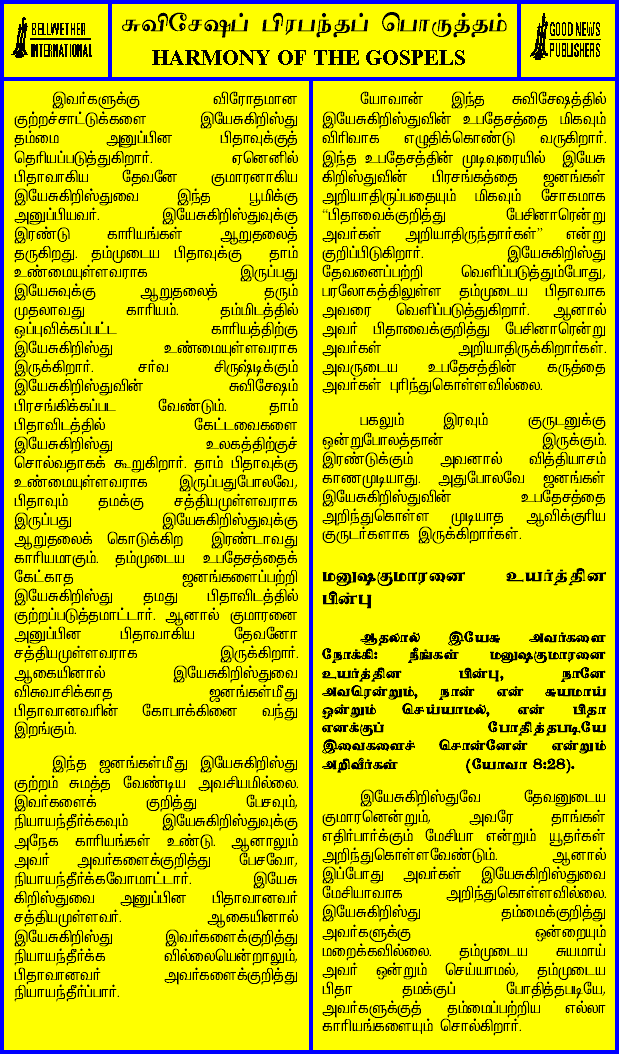 BELLWETHER
INTERNATIONAL
சுவிசேஷப் பிரபந்தப் பொருத்தம்
HARMONY OF THE GOSPELS
GOOD NEWS
PUBLISHERS
இவர்களுக்கு விரோதமான
குற்றச்சாட்டுக்களை இயேசுகிறிஸ்து
தம்மை அனுப்பின பிதாவுக்குத்
தெரியப்படுத்துகிறார். ஏனெனில்
பிதாவாகிய தேவனே குமாரனாகிய
இயேசுகிறிஸ்துவை இந்த பூமிக்கு
அனுப்பியவர். இயேசுகிறிஸ்துவுக்கு
இரண்டு காரியங்கள் ஆறுதலைத்
தருகிறது. தம்முடைய பிதாவுக்கு தாம்
உண்மையுள்ளவராக இருப்பது
இயேசுவுக்கு ஆறுதலைத் தரும்
முதலாவது காரியம். தம்மிடத்தில்
ஒப்புவிக்கப்பட்ட காரியத்திற்கு
இயேசுகிறிஸ்து உண்மையுள்ளவராக
இருக்கிறார். சர்வ சிருஷ்டிக்கும்
இயேசுகிறிஸ்துவின் சுவிசேஷம்
பிரசங்கிக்கப்பட வேண்டும். தாம்
பிதாவிடத்தில் கேட்டவைகளை
இயேசுகிறிஸ்து உலகத்திற்குச்
சொல்வதாகக் கூறுகிறார். தாம் பிதாவுக்கு
உண்மையுள்ளவராக இருப்பதுபோலவே,
பிதாவும் தமக்கு சத்தியமுள்ளவராக
இருப்பது இயேசுகிறிஸ்துவுக்கு
ஆறுதலைக் கொடுக்கிற இரண்டாவது
காரியமாகும். தம்முடைய உபதேசத்தைக்
கேட்காத ஜனங்களைப்பற்றி
இயேசுகிறிஸ்து தமது பிதாவிடத்தில்
குற்றப்படுத்தமாட்டார். ஆனால் குமாரனை
அனுப்பின பிதாவாகிய தேவனோ
சத்தியமுள்ளவராக இருக்கிறார்.
ஆகையினால் இயேசுகிறிஸ்துவை
விசுவாசிக்காத ஜனங்கள்மீது
பிதாவானவரின் கோபாக்கினை வந்து
இறங்கும்.
இந்த ஜனங்கள்மீது இயேசுகிறிஸ்து
குற்றம் சுமத்த வேண்டிய அவசியமில்லை.
இவர்களைக் குறித்து பேசவும்,
நியாயந்தீர்க்கவும் இயேசுகிறிஸ்துவுக்கு
அநேக காரியங்கள் உண்டு. ஆனாலும்
அவர் அவர்களைக்குறித்து பேசவோ,
நியாயந்தீர்க்கவோமாட்டார். இயேசு
கிறிஸ்துவை அனுப்பின பிதாவானவர்
சத்தியமுள்ளவர். ஆகையினால்
இயேசுகிறிஸ்து இவர்களைக்குறித்து
நியாயந்தீர்க்க வில்லையென்றாலும்,
பிதாவானவர் அவர்களைக்குறித்து
நியாயந்தீர்ப்பார்.
யோவான் இந்த சுவிசேஷத்தில்
இயேசுகிறிஸ்துவின் உபதேசத்தை மிகவும்
விரிவாக எழுதிக்கொண்டு வருகிறார்.
இந்த உபதேசத்தின் முடிவுரையில் இயேசு
கிறிஸ்துவின் பிரசங்கத்தை ஜனங்கள்
அறியாதிருப்பதையும் மிகவும் சோகமாக
“பிதாவைக்குறித்து பேசினாரென்று
அவர்கள் அறியாதிருந்தார்கள்” என்று
குறிப்பிடுகிறார். இயேசுகிறிஸ்து
தேவனைப்பற்றி வெளிப்படுத்தும்போது,
பரலோகத்திலுள்ள தம்முடைய பிதாவாக
அவரை வெளிப்படுத்துகிறார். ஆனால்
அவர் பிதாவைக்குறித்து பேசினாரென்று
அவர்கள் அறியாதிருக்கிறார்கள்.
அவருடைய உபதேசத்தின் கருத்தை
அவர்கள் புரிந்துகொள்ளவில்லை.
பகலும் இரவும் குருடனுக்கு
ஒன்றுபோலத்தான் இருக்கும்.
இரண்டுக்கும் அவனால் வித்தியாசம்
காணமுடியாது. அதுபோலவே ஜனங்கள்
இயேசுகிறிஸ்துவின் உபதேசத்தை
அறிந்துகொள்ள முடியாத ஆவிக்குரிய
குருடர்களாக இருக்கிறார்கள்.
மனுஷகுமாரனை உயர்த்தின
பின்பு
ஆதலால் இயேசு அவர்களை
நோக்கி: நீங்கள் மனுஷகுமாரனை
உயர்த்தின பின்பு, நானே
அவரென்றும், நான் என் சுயமாய்
ஒன்றும் செய்யாமல், என் பிதா
எனக்குப் போதித்தபடியே
இவைகளைச் சொன்னேன் என்றும்
அறிவீர்கள் (யோவா 8:28).
இயேசுகிறிஸ்துவே தேவனுடைய
குமாரனென்றும், அவரே தாங்கள்
எதிர்பார்க்கும் மேசியா என்றும் யூதர்கள்
அறிந்துகொள்ளவேண்டும். ஆனால்
இப்போது அவர்கள் இயேசுகிறிஸ்துவை
மேசியாவாக அறிந்துகொள்ளவில்லை.
இயேசுகிறிஸ்து தம்மைக்குறித்து
அவர்களுக்கு ஒன்றையும்
மறைக்கவில்லை. தம்முடைய சுயமாய்
அவர் ஒன்றும் செய்யாமல், தம்முடைய
பிதா தமக்குப் போதித்தபடியே,
அவர்களுக்குத் தம்மைப்பற்றிய எல்லா
காரியங்களையும் சொல்கிறார்.